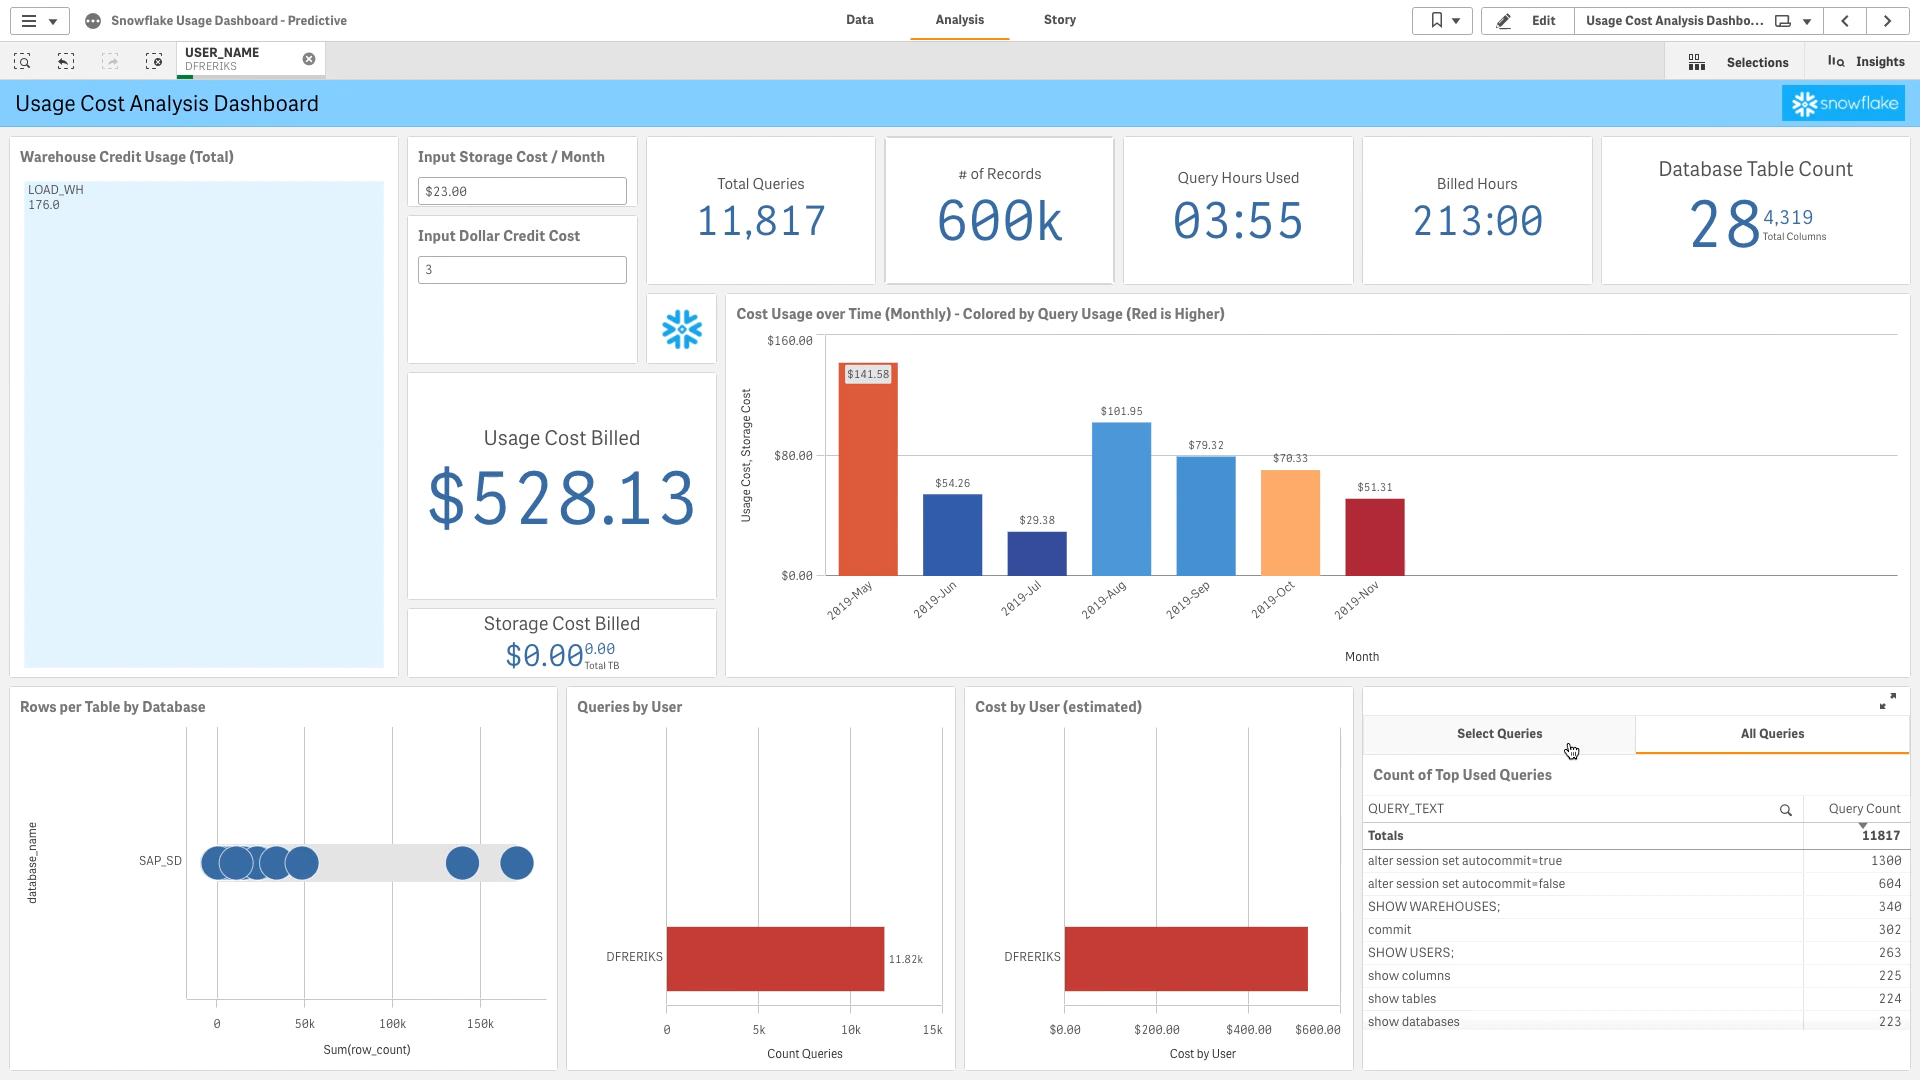 Snowflake Usage Dashboard - Predictive
Data
Analysis
Story
Edit
Usage Cost Analysis Dashbo...
USER_NAME
DFRERIKS
Selections
Insights
Usage Cost Analysis Dashboard
snowflake
Warehouse Credit Usage (Total)
LOAD_WH
176.0
Input Storage Cost / Month
$23.00
Input Dollar Credit Cost
3
Total Queries
11,817
# of Records
600k
Query Hours Used
03:55
Billed Hours
213:00
Database Table Count
28
4,319
Total Columns
Usage Cost Billed
$528.13
Storage Cost Billed
$0.00
0.00
Total TB
Cost Usage over Time (Monthly) - Colored by Query Usage (Red is Higher)
Usage Cost, Storage Cost
$160.00
$80.00
$0.00
$141.58
$54.26
$29.38
$101.95
$79.32
$70.33
$51.31
2019-May
2019-Jun
2019-Jul
2019-Aug
2019-Sep
2019-Oct
2019-Nov
Month
Rows per Table by Database
database_name
SAP_SD
0
50k
100k
150k
Sum(row_count)
Queries by User
DFRERIKS
11.82k
0
5k
10k
15k
Count Queries
Cost by User (estimated)
DFRERIKS
$0.00
$200.00
$400.00
$600.00
Cost by User
Select Queries
All Queries
Count of Top Used Queries
QUERY_TEXT
Query Count
Totals 11817
alter session set autocommit=true 1300
alter session set autocommit=false 604
SHOW WAREHOUSES; 340
commit 302
SHOW USERS; 263
show columns 225
show tables 224
show databases 223